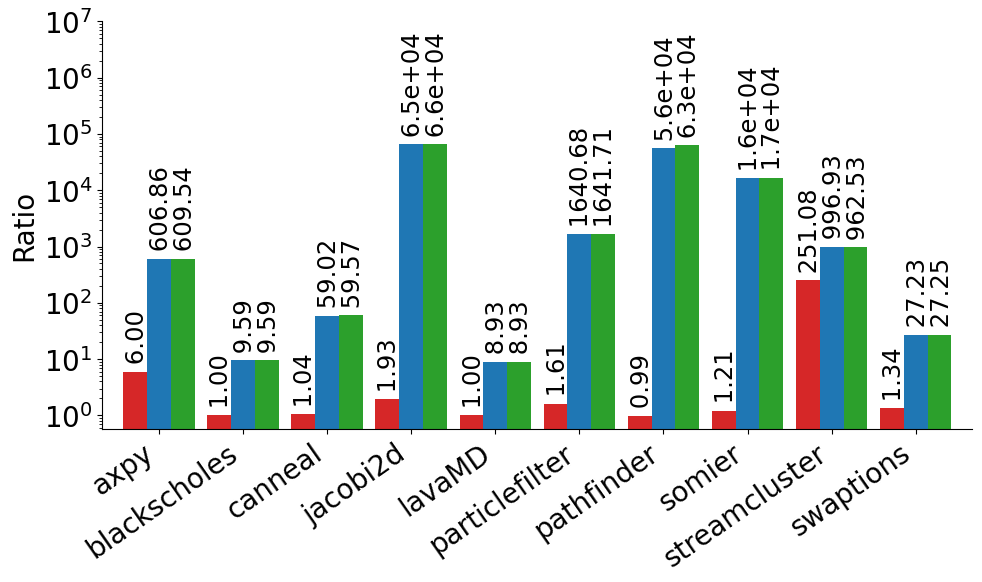 Ratio
10^7
10^6
10^5
10^4
10^3
10^2
10^1
10^0
6.00
606.86
609.54
1.00
9.59
9.59
1.04
59.02
59.57
1.93
6.5e+04
6.6e+04
1.00
8.93
8.93
1.61
1640.68
1641.71
0.99
5.6e+04
6.3e+04
1.21
1.6e+04
1.7e+04
251.08
996.93
962.53
1.34
27.23
27.25
axpy
blackscholes
canneal
jacobi2d
lavaMD
particlefilter
pathfinder
somier
streamcluster
swaptions